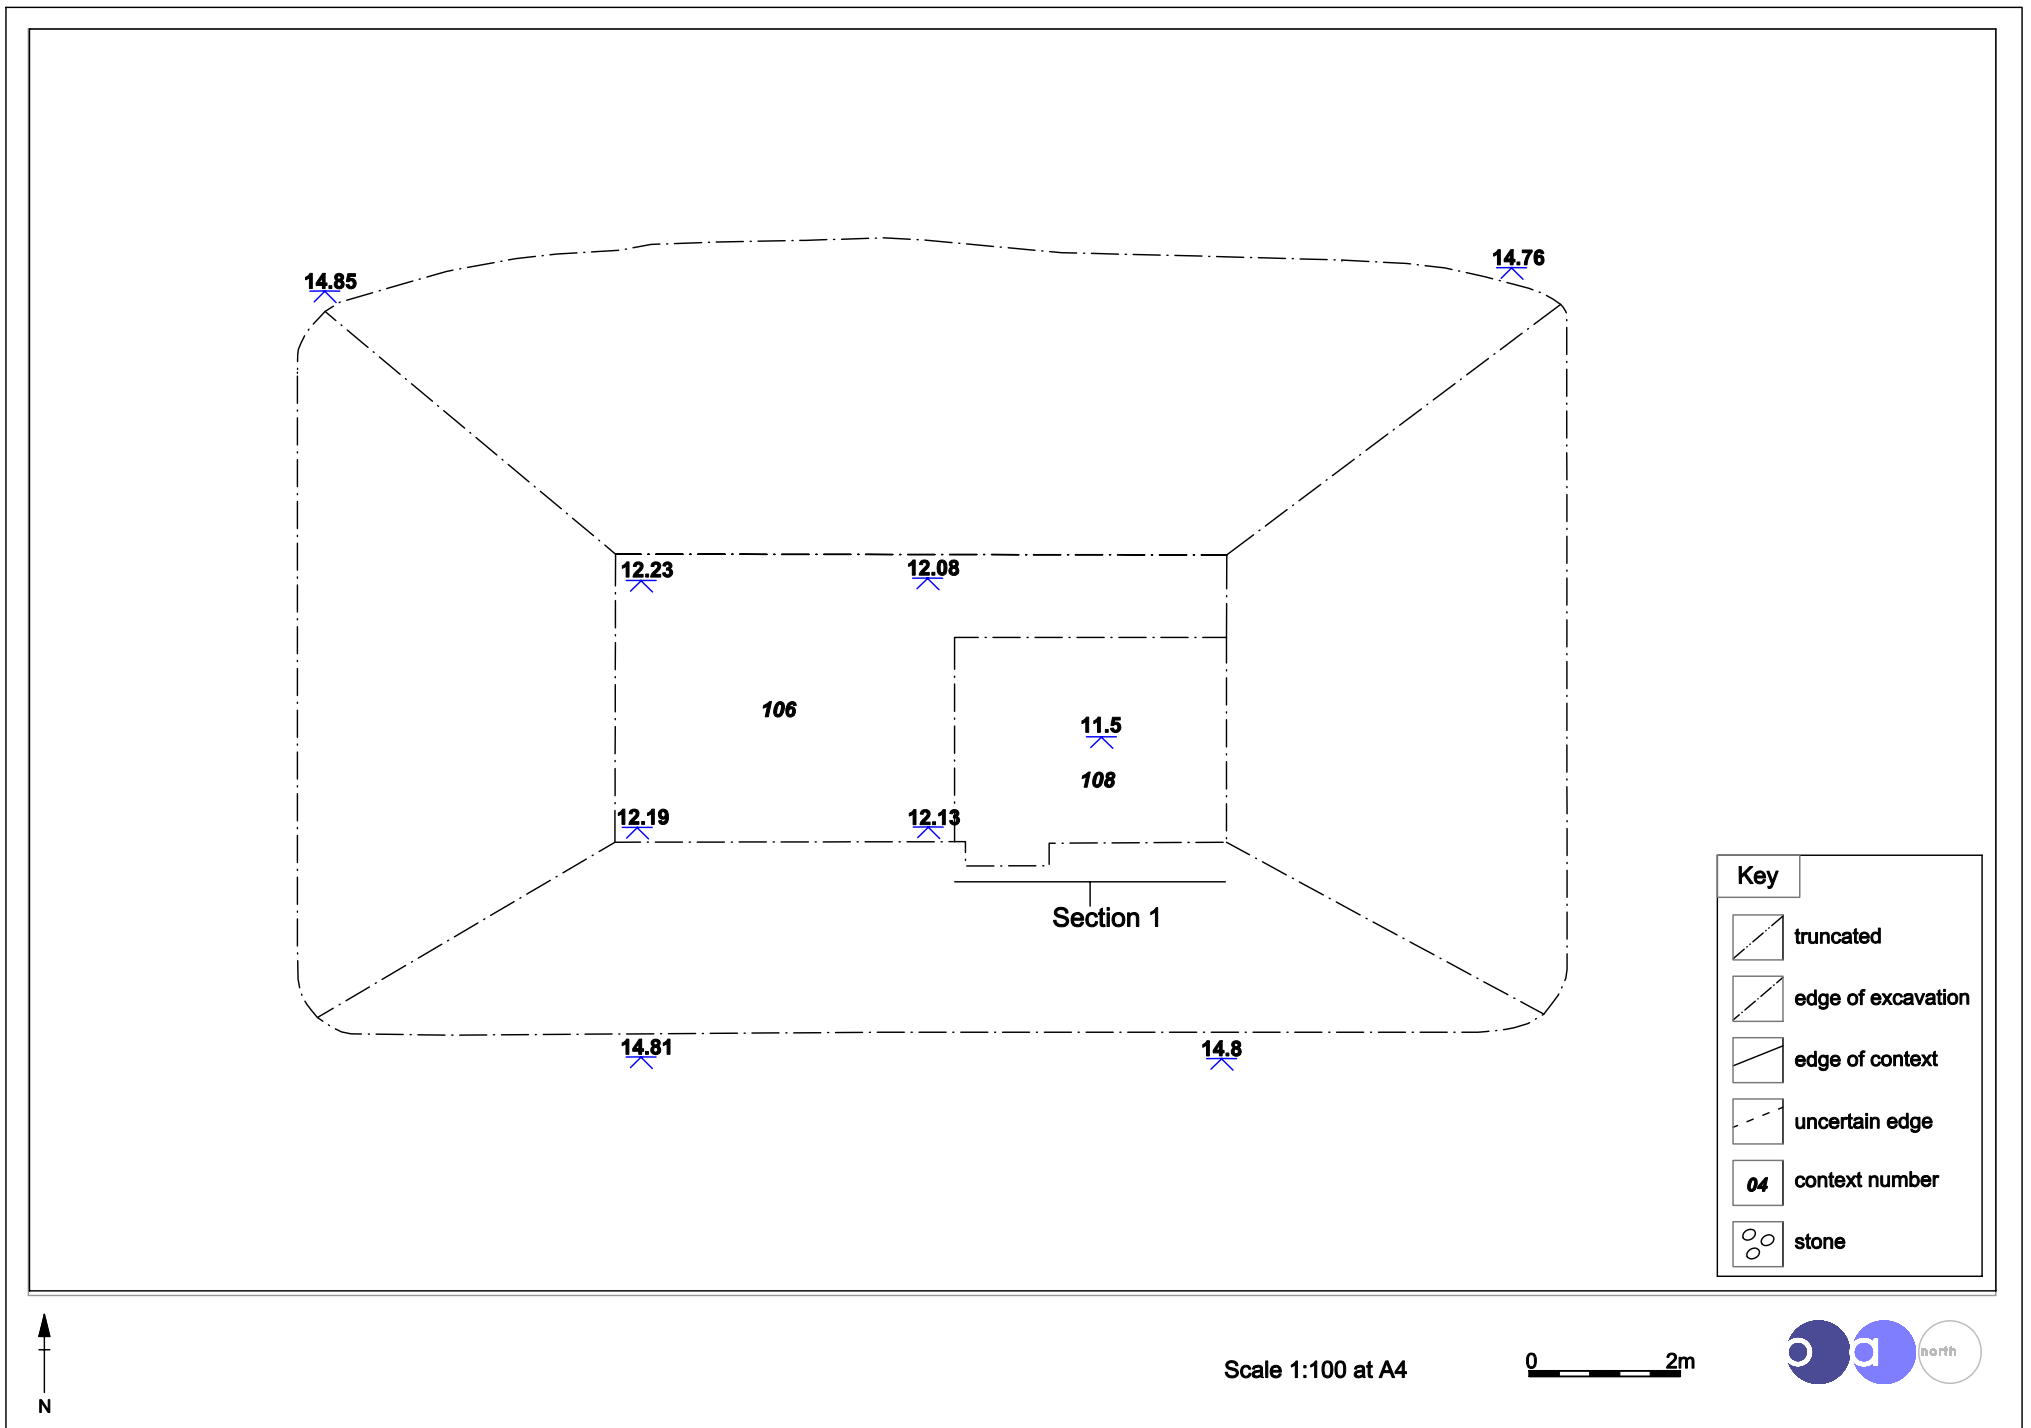 14.85
14.76
12.23
12.08
106
11.5
108
12.19
12.13
Section 1
14.81
14.8
Key
truncated
edge of excavation
edge of context
uncertain edge
04 context number
stone
N
Scale 1:100 at A4
0 2m
oa north